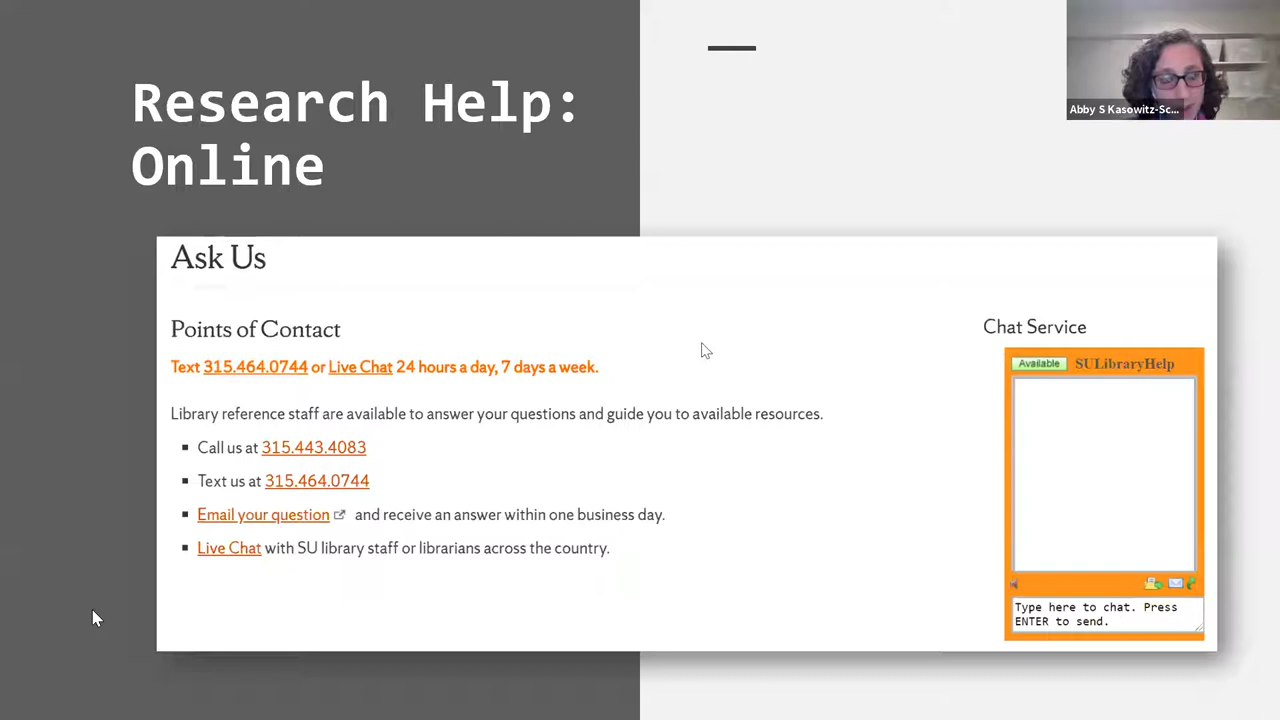 Research Help:
Online
Abby S Kasowitz-Sc...
Ask Us
Points of Contact
Text 315.464.0744 or Live Chat 24 hours a day, 7 days a week.
Library reference staff are available to answer your questions and guide you to available resources.
Call us at 315.443.4083
Text us at 315.464.0744
Email your question and receive an answer within one business day.
Live Chat with SU library staff or librarians across the country.
Chat Service
Available SULibraryHelp
Type here to chat. Press
ENTER to send.